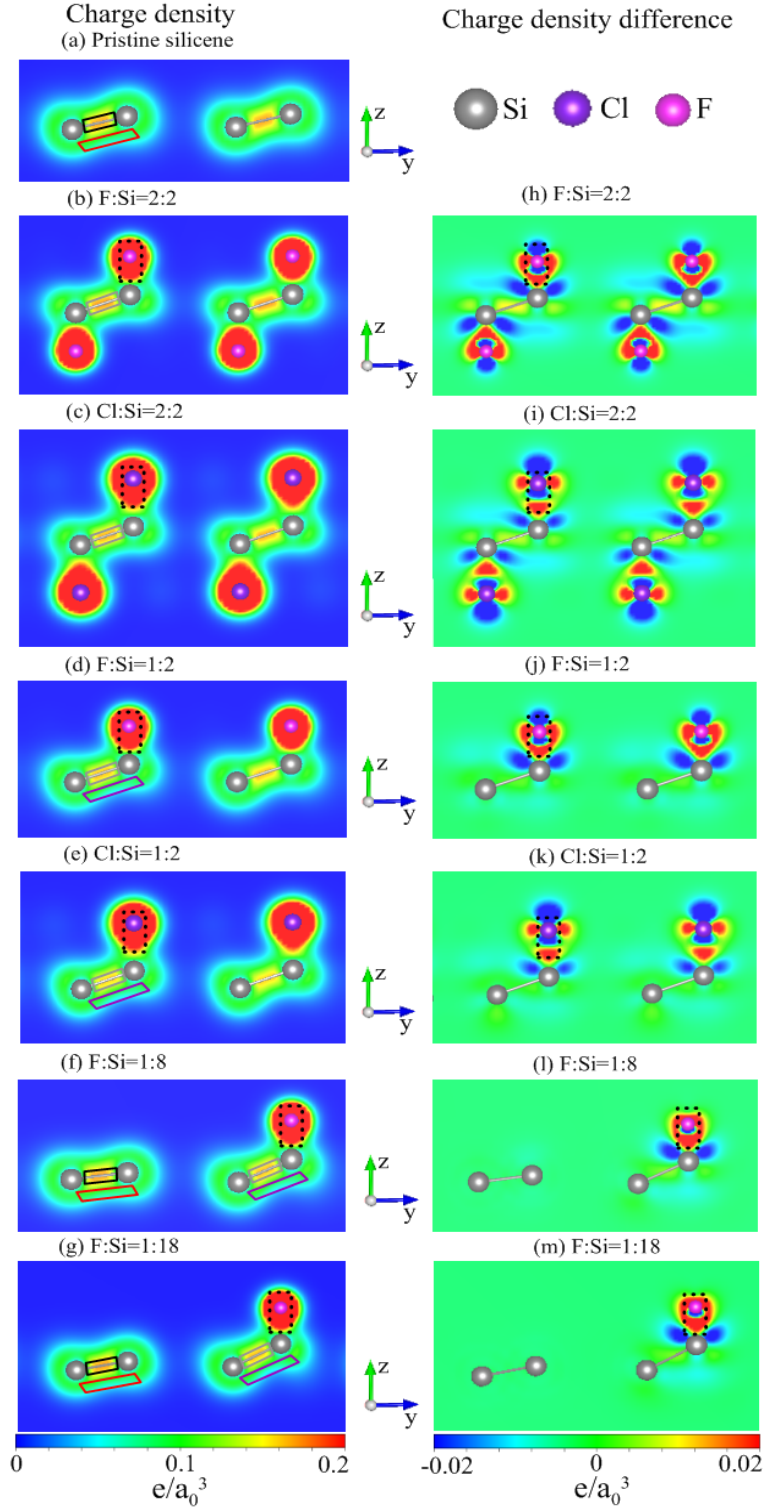 Charge density
Charge density difference
(a) Pristine silicene
Si Cl F
z
y
(b) F:Si=2:2
(h) F:Si=2:2
z
y
(c) Cl:Si=2:2
(i) Cl:Si=2:2
z
y
(d) F:Si=1:2
(j) F:Si=1:2
z
y
(e) Cl:Si=1:2
(k) Cl:Si=1:2
z
y
(f) F:Si=1:8
(l) F:Si=1:8
z
y
(g) F:Si=1:18
(m) F:Si=1:18
z
y
0 0.1 0.2
-0.02 0 0.02
e/a₀³
e/a₀³